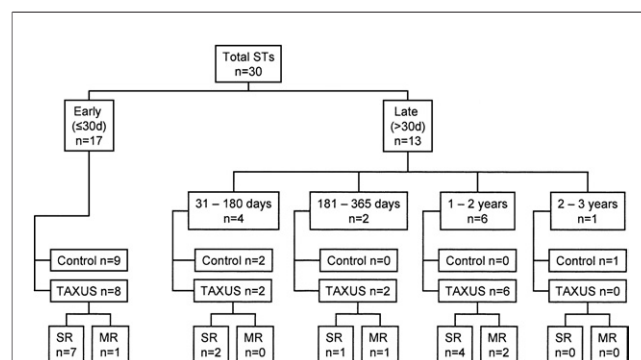 Total STs
n=30
Early
(≤30d)
n=17
Late
(>30d)
n=13
31 – 180 days
n=4
181 – 365 days
n=2
1 – 2 years
n=6
2 – 3 years
n=1
Control n=9
Control n=2
Control n=0
Control n=0
Control n=1
TAXUS n=8
TAXUS n=2
TAXUS n=2
TAXUS n=6
TAXUS n=0
SR
n=7
MR
n=1
SR
n=2
MR
n=0
SR
n=1
MR
n=1
SR
n=4
MR
n=2
SR
n=0
MR
n=0